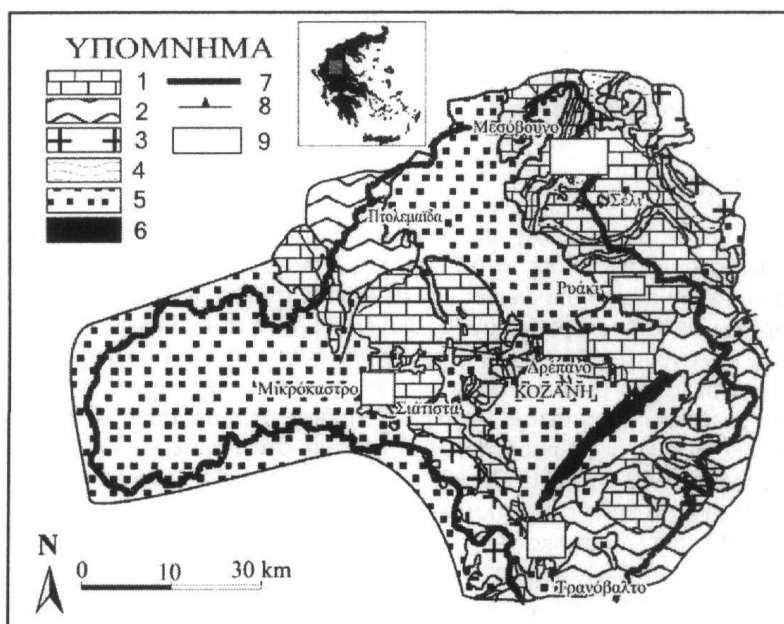 ΥΠΟΜΝΗΜΑ
1
2
3
4
5
6
7
8
9
Μεσόβουνο
Σέλι
Πτολεμαΐδα
Ρυάκι
Δρέπανο
ΚΟΖΑΝΗ
Μικρόκαστρο
Σιάτιστα
Τρανόβαλτο
N
0 10 30 km